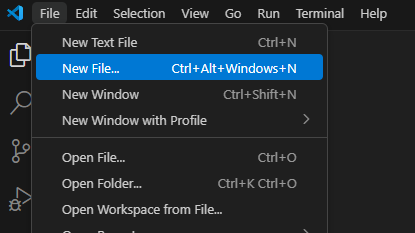 File Edit Selection View Go Run Terminal Help
New Text File Ctrl+N
New File... Ctrl+Alt+Windows+N
New Window Ctrl+Shift+N
New Window with Profile
Open File... Ctrl+O
Open Folder... Ctrl+K Ctrl+O
Open Workspace from File...